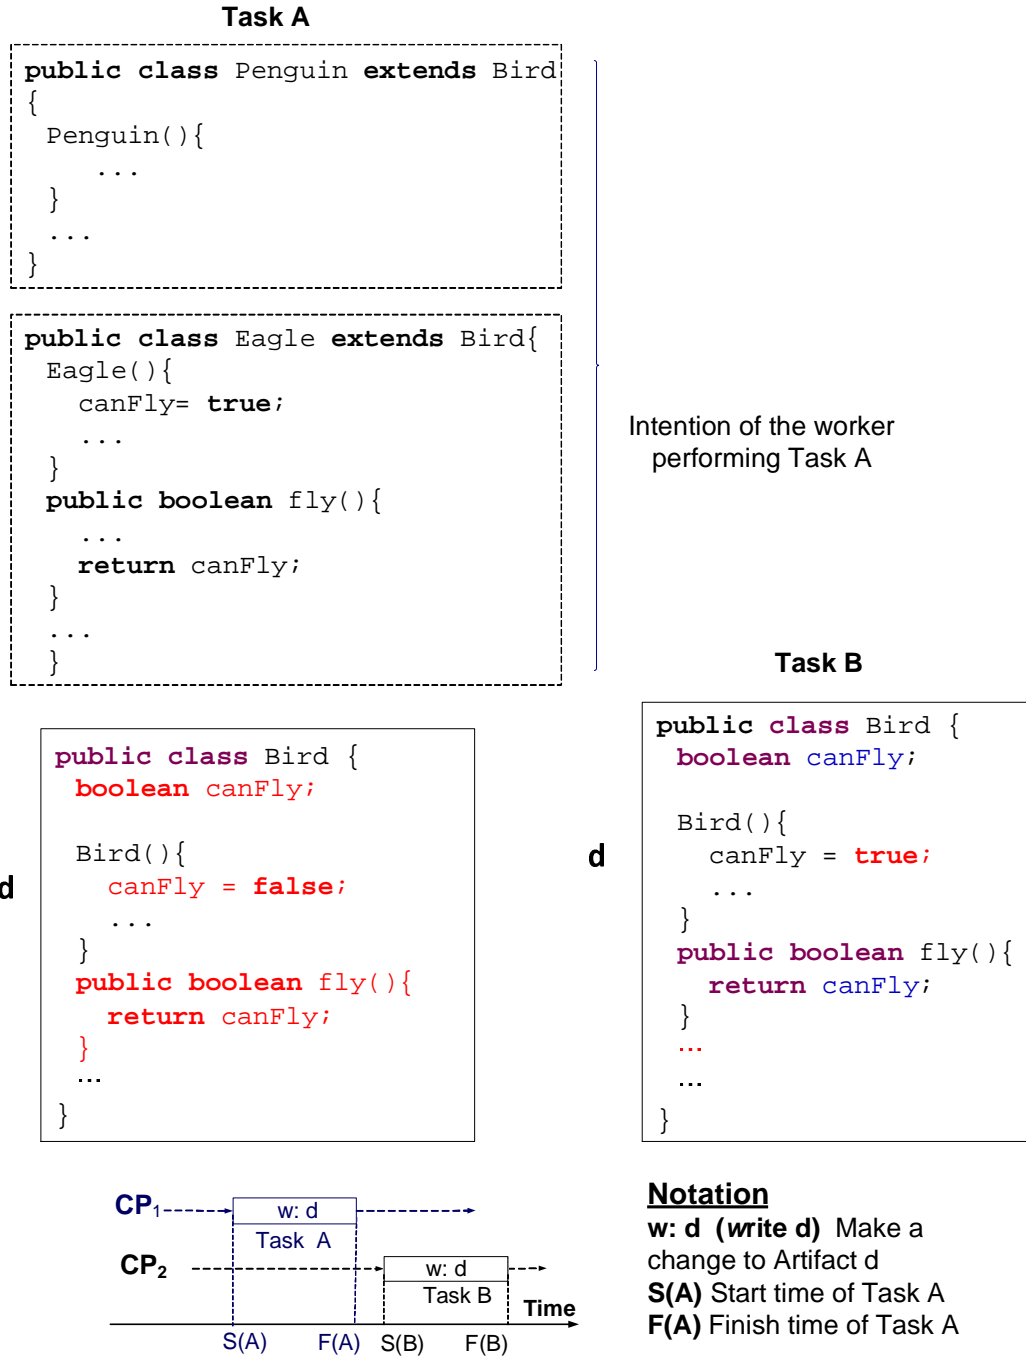 Task A
public class Penguin extends Bird
{
Penguin(){
...
}
...
}
public class Eagle extends Bird{
Eagle(){
canFly= true;
...
}
public boolean fly(){
...
return canFly;
}
...
}
Intention of the worker
performing Task A
Task B
d
public class Bird {
boolean canFly;
Bird(){
canFly = false;
...
}
public boolean fly(){
return canFly;
}
...
}
d
public class Bird {
boolean canFly;
Bird(){
canFly = true;
...
}
public boolean fly(){
return canFly;
}
...
...
}
CP1
w: d
Task A
CP2
w: d
Task B
Time
S(A) F(A) S(B) F(B)
Notation
w: d (write d) Make a
change to Artifact d
S(A) Start time of Task A
F(A) Finish time of Task A